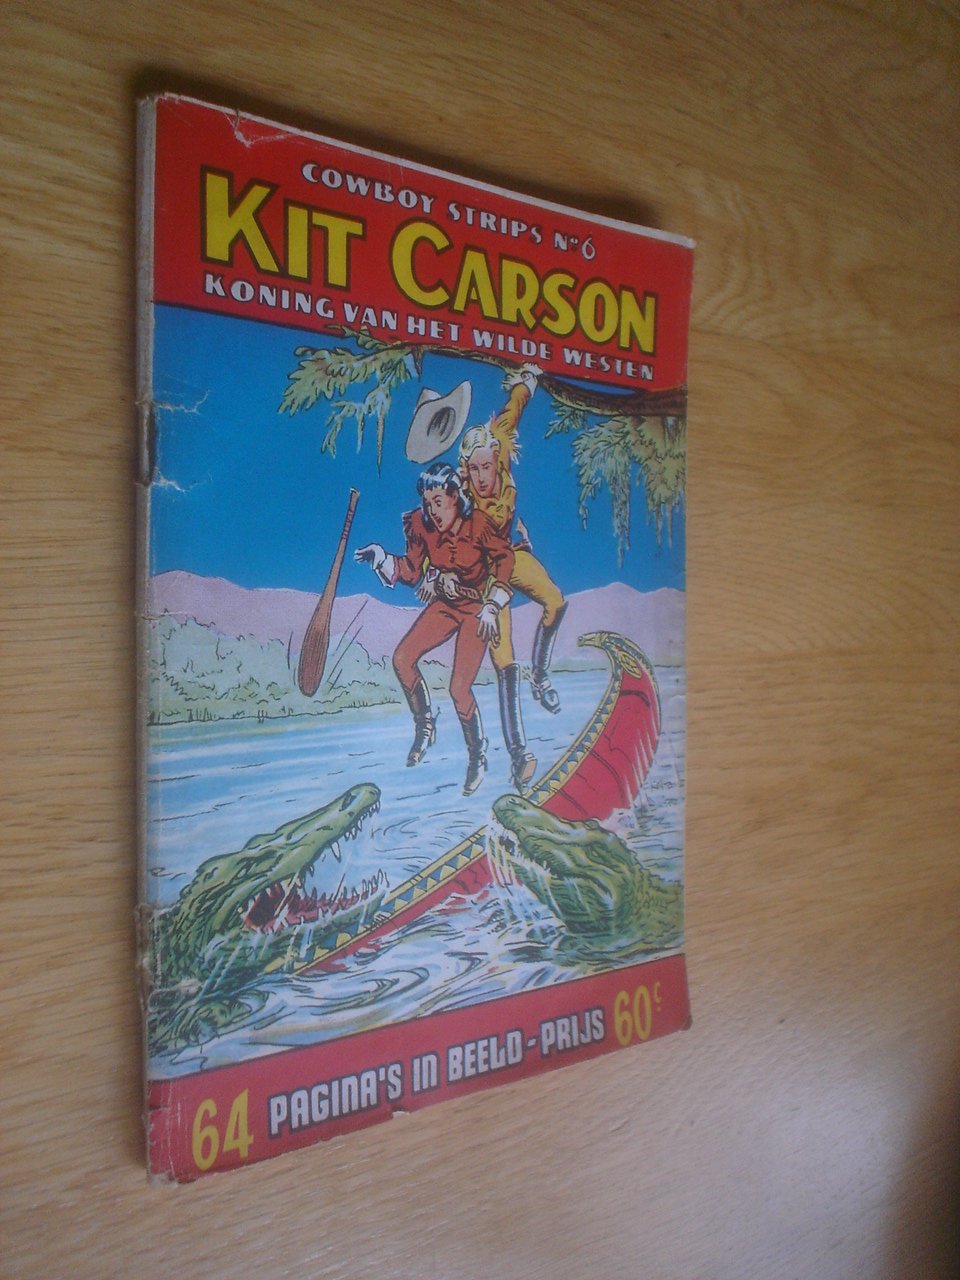 COWBOY STRIPS Nº 6
KIT CARSON
KONING VAN HET WILDE WESTEN
64 PAGINA'S IN BEELD - PRIJS 60c